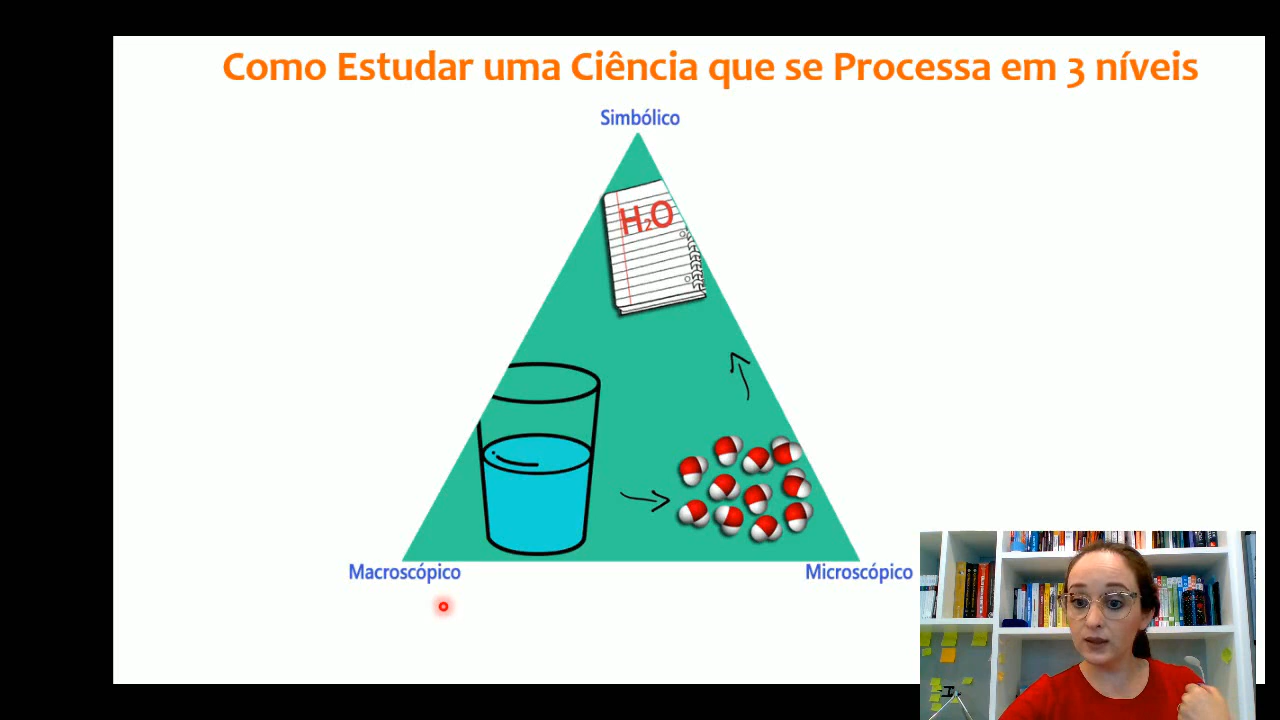 Como Estudar uma Ciência que se Processa em 3 níveis
Simbólico
H₂O
Macroscópico
Microscópico